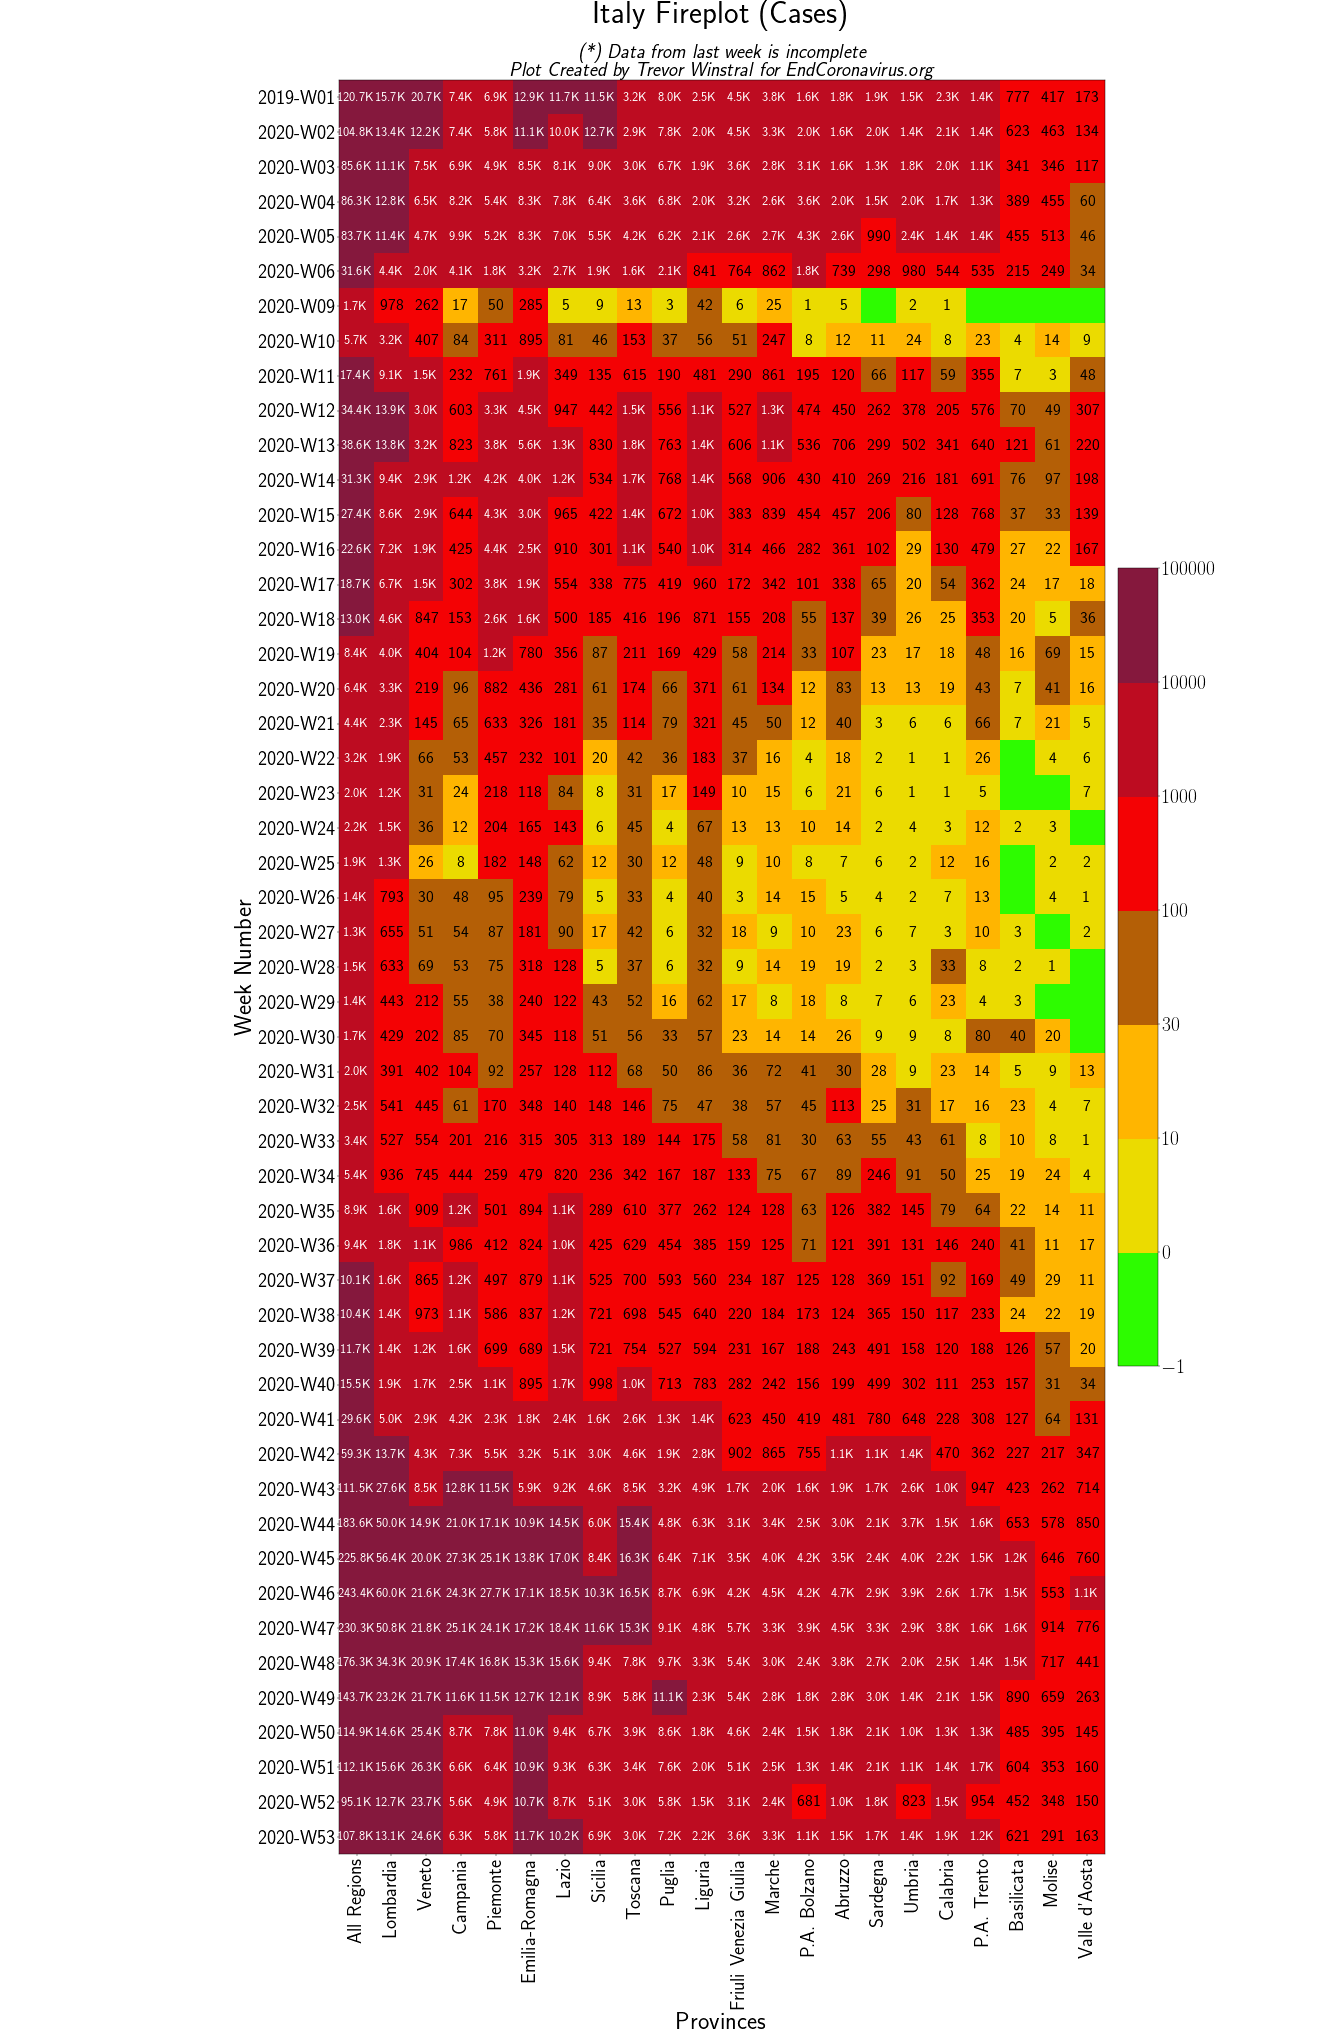 Italy Fireplot (Cases)
(*) Data from last week is incomplete
Plot Created by Trevor Winstral for EndCoronavirus.org
2019-W01 120.7K 15.7K 20.7K 7.4K 6.9K 12.9K 11.7K 11.5K 3.2K 8.0K 2.5K 4.5K 3.8K 1.6K 1.8K 1.9K 1.5K 2.3K 1.4K 777 417 173
2020-W02 104.8K 13.4K 12.2K 7.4K 5.8K 11.1K 10.0K 12.7K 2.9K 7.8K 2.0K 4.5K 3.3K 2.0K 1.6K 2.0K 1.4K 2.1K 1.4K 623 463 134
2020-W03 85.6K 11.1K 7.5K 6.9K 4.9K 8.5K 8.1K 9.0K 3.0K 6.7K 1.9K 3.6K 2.8K 3.1K 1.6K 1.3K 1.8K 2.0K 1.1K 341 346 117
2020-W04 86.3K 12.8K 6.5K 8.2K 5.4K 8.3K 7.8K 6.4K 3.6K 6.8K 2.0K 3.2K 2.6K 3.6K 2.0K 1.5K 2.0K 1.7K 1.3K 389 455 60
2020-W05 83.7K 11.4K 4.7K 9.9K 5.2K 8.3K 7.0K 5.5K 4.2K 6.2K 2.1K 2.6K 2.7K 4.3K 2.6K 990 2.4K 1.4K 1.4K 455 513 46
2020-W06 31.6K 4.4K 2.0K 4.1K 1.8K 3.2K 2.7K 1.9K 1.6K 2.1K 841 764 862 1.8K 739 298 980 544 535 215 249 34
2020-W09 1.7K 978 262 17 50 285 5 9 13 3 42 6 25 1 5 2 1
2020-W10 5.7K 3.2K 407 84 311 895 81 46 153 37 56 51 247 8 12 11 24 8 23 4 14 9
2020-W11 17.4K 9.1K 1.5K 232 761 1.9K 349 135 615 190 481 290 861 195 120 66 117 59 355 7 3 48
2020-W12 34.4K 13.9K 3.0K 603 3.3K 4.5K 947 442 1.5K 556 1.1K 527 1.3K 474 450 262 378 205 576 70 49 307
2020-W13 38.6K 13.8K 3.2K 823 3.8K 5.6K 1.3K 830 1.8K 763 1.4K 606 1.1K 536 706 299 502 341 640 121 61 220
2020-W14 31.3K 9.4K 2.9K 1.2K 4.2K 4.0K 1.2K 534 1.7K 768 1.4K 568 906 430 410 269 216 181 691 76 97 198
2020-W15 27.4K 8.6K 2.9K 644 4.3K 3.0K 965 422 1.4K 672 1.0K 383 839 454 457 206 80 128 768 37 33 139
2020-W16 22.6K 7.2K 1.9K 425 4.4K 2.5K 910 301 1.1K 540 1.0K 314 466 282 361 102 29 130 479 27 22 167
2020-W17 18.7K 6.7K 1.5K 302 3.8K 1.9K 554 338 775 419 960 172 342 101 338 65 20 54 362 24 17 18
2020-W18 13.0K 4.6K 847 153 2.6K 1.6K 500 185 416 196 871 155 208 55 137 39 26 25 353 20 5 36
2020-W19 8.4K 4.0K 404 104 1.2K 780 356 87 211 169 429 58 214 33 107 23 17 18 48 16 69 15
2020-W20 6.4K 3.3K 219 96 882 436 281 61 174 66 371 61 134 12 83 13 13 19 43 7 41 16
2020-W21 4.4K 2.3K 145 65 633 326 181 35 114 79 321 45 50 12 40 3 6 6 66 7 21 5
2020-W22 3.2K 1.9K 66 53 457 232 101 20 42 36 183 37 16 4 18 2 1 1 26 4 6
2020-W23 2.0K 1.2K 31 24 218 118 84 8 31 17 149 10 15 6 21 6 1 1 5 7
2020-W24 2.2K 1.5K 36 12 204 165 143 6 45 4 67 13 13 10 14 2 4 3 12 2 3
2020-W25 1.9K 1.3K 26 8 182 148 62 12 30 12 48 9 10 8 7 6 2 12 16 2 2
2020-W26 1.4K 793 30 48 95 239 79 5 33 4 40 3 14 15 5 4 2 7 13 4 1
2020-W27 1.3K 655 51 54 87 181 90 17 42 6 32 18 9 10 23 6 7 3 10 3 2
2020-W28 1.5K 633 69 53 75 318 128 5 37 6 32 9 14 19 19 2 3 33 8 2 1
2020-W29 1.4K 443 212 55 38 240 122 43 52 16 62 17 8 18 8 7 6 23 4 3
2020-W30 1.7K 429 202 85 70 345 118 51 56 33 57 23 14 14 26 9 9 8 80 40 20
2020-W31 2.0K 391 402 104 92 257 128 112 68 50 86 36 72 41 30 28 9 23 14 5 9 13
2020-W32 2.5K 541 445 61 170 348 140 148 146 75 47 38 57 45 113 25 31 17 16 23 4 7
2020-W33 3.4K 527 554 201 216 315 305 313 189 144 175 58 81 30 63 55 43 61 8 10 8 1
2020-W34 5.4K 936 745 444 259 479 820 236 342 167 187 133 75 67 89 246 91 50 25 19 24 4
2020-W35 8.9K 1.6K 909 1.2K 501 894 1.1K 289 610 377 262 124 128 63 126 382 145 79 64 22 14 11
2020-W36 9.4K 1.8K 1.1K 986 412 824 1.0K 425 629 454 385 159 125 71 121 391 131 146 240 41 11 17
2020-W37 10.1K 1.6K 865 1.2K 497 879 1.1K 525 700 593 560 234 187 125 128 369 151 92 169 49 29 11
2020-W38 10.4K 1.4K 973 1.1K 586 837 1.2K 721 698 545 640 220 184 173 124 365 150 117 233 24 22 19
2020-W39 11.7K 1.4K 1.2K 1.6K 699 689 1.5K 721 754 527 594 231 167 188 243 491 158 120 188 126 57 20
2020-W40 15.5K 1.9K 1.7K 2.5K 1.1K 895 1.7K 998 1.0K 713 783 282 242 156 199 499 302 111 253 157 31 34
2020-W41 29.6K 5.0K 2.9K 4.2K 2.3K 1.8K 2.4K 1.6K 2.6K 1.3K 1.4K 623 450 419 481 780 648 228 308 127 64 131
2020-W42 59.3K 13.7K 4.3K 7.3K 5.5K 3.2K 5.1K 3.0K 4.6K 1.9K 2.8K 902 865 755 1.1K 1.1K 1.4K 470 362 227 217 347
2020-W43 111.5K 27.6K 8.5K 12.8K 11.5K 5.9K 9.2K 4.6K 8.5K 3.2K 4.9K 1.7K 2.0K 1.6K 1.9K 1.7K 2.6K 1.0K 947 423 262 714
2020-W44 183.6K 50.0K 14.9K 21.0K 17.1K 10.9K 14.5K 6.0K 15.4K 4.8K 6.3K 3.1K 3.4K 2.5K 3.0K 2.1K 3.7K 1.5K 1.6K 653 578 850
2020-W45 225.8K 56.4K 20.0K 27.3K 25.1K 13.8K 17.0K 8.4K 16.3K 6.4K 7.1K 3.5K 4.0K 4.2K 3.5K 2.4K 4.0K 2.2K 1.5K 1.2K 646 760
2020-W46 243.4K 60.0K 21.6K 24.3K 27.7K 17.1K 18.5K 10.3K 16.5K 8.7K 6.9K 4.2K 4.5K 4.2K 4.7K 2.9K 3.9K 2.6K 1.7K 1.5K 553 1.1K
2020-W47 230.3K 50.8K 21.8K 25.1K 24.1K 17.2K 18.4K 11.6K 15.3K 9.1K 4.8K 5.7K 3.3K 3.9K 4.5K 3.3K 2.9K 3.8K 1.6K 1.6K 914 776
2020-W48 176.3K 34.3K 20.9K 17.4K 16.8K 15.3K 15.6K 9.4K 7.8K 9.7K 3.3K 5.4K 3.0K 2.4K 3.8K 2.7K 2.0K 2.5K 1.4K 1.5K 717 441
2020-W49 143.7K 23.2K 21.7K 11.6K 11.5K 12.7K 12.1K 8.9K 5.8K 11.1K 2.3K 5.4K 2.8K 1.8K 2.8K 3.0K 1.4K 2.1K 1.5K 890 659 263
2020-W50 114.9K 14.6K 25.4K 8.7K 7.8K 11.0K 9.4K 6.7K 3.9K 8.6K 1.8K 4.6K 2.4K 1.5K 1.8K 2.1K 1.0K 1.3K 1.3K 485 395 145
2020-W51 112.1K 15.6K 26.3K 6.6K 6.4K 10.9K 9.3K 6.3K 3.4K 7.6K 2.0K 5.1K 2.5K 1.3K 1.4K 2.1K 1.1K 1.4K 1.7K 604 353 160
2020-W52 95.1K 12.7K 23.7K 5.6K 4.9K 10.7K 8.7K 5.1K 3.0K 5.8K 1.5K 3.1K 2.4K 681 1.0K 1.8K 823 1.5K 954 452 348 150
2020-W53 107.8K 13.1K 24.6K 6.3K 5.8K 11.7K 10.2K 6.9K 3.0K 7.2K 2.2K 3.6K 3.3K 1.1K 1.5K 1.7K 1.4K 1.9K 1.2K 621 291 163
Week Number
100000
10000
1000
100
30
10
0
−1
All Regions
Lombardia
Veneto
Campania
Piemonte
Emilia-Romagna
Lazio
Sicilia
Toscana
Puglia
Liguria
Friuli Venezia Giulia
Marche
P.A. Bolzano
Abruzzo
Sardegna
Umbria
Calabria
P.A. Trento
Basilicata
Molise
Valle d'Aosta
Provinces